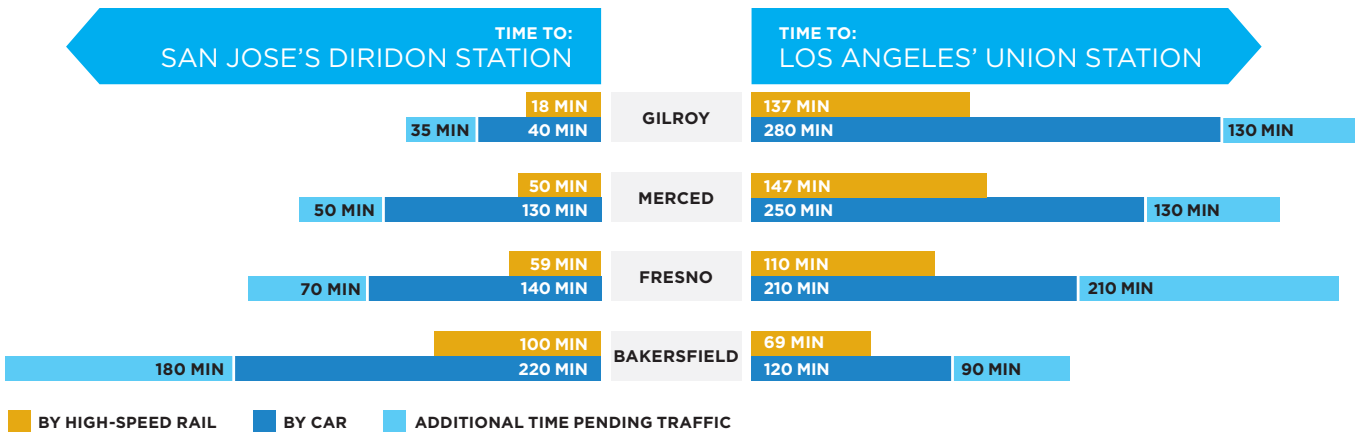 TIME TO:
SAN JOSE'S DIRIDON STATION
TIME TO:
LOS ANGELES' UNION STATION
18 MIN
GILROY
137 MIN
35 MIN
40 MIN
280 MIN
130 MIN
50 MIN
MERCED
147 MIN
50 MIN
130 MIN
250 MIN
130 MIN
59 MIN
FRESNO
110 MIN
70 MIN
140 MIN
210 MIN
210 MIN
100 MIN
BAKERSFIELD
69 MIN
180 MIN
220 MIN
120 MIN
90 MIN
BY HIGH-SPEED RAIL
BY CAR
ADDITIONAL TIME PENDING TRAFFIC